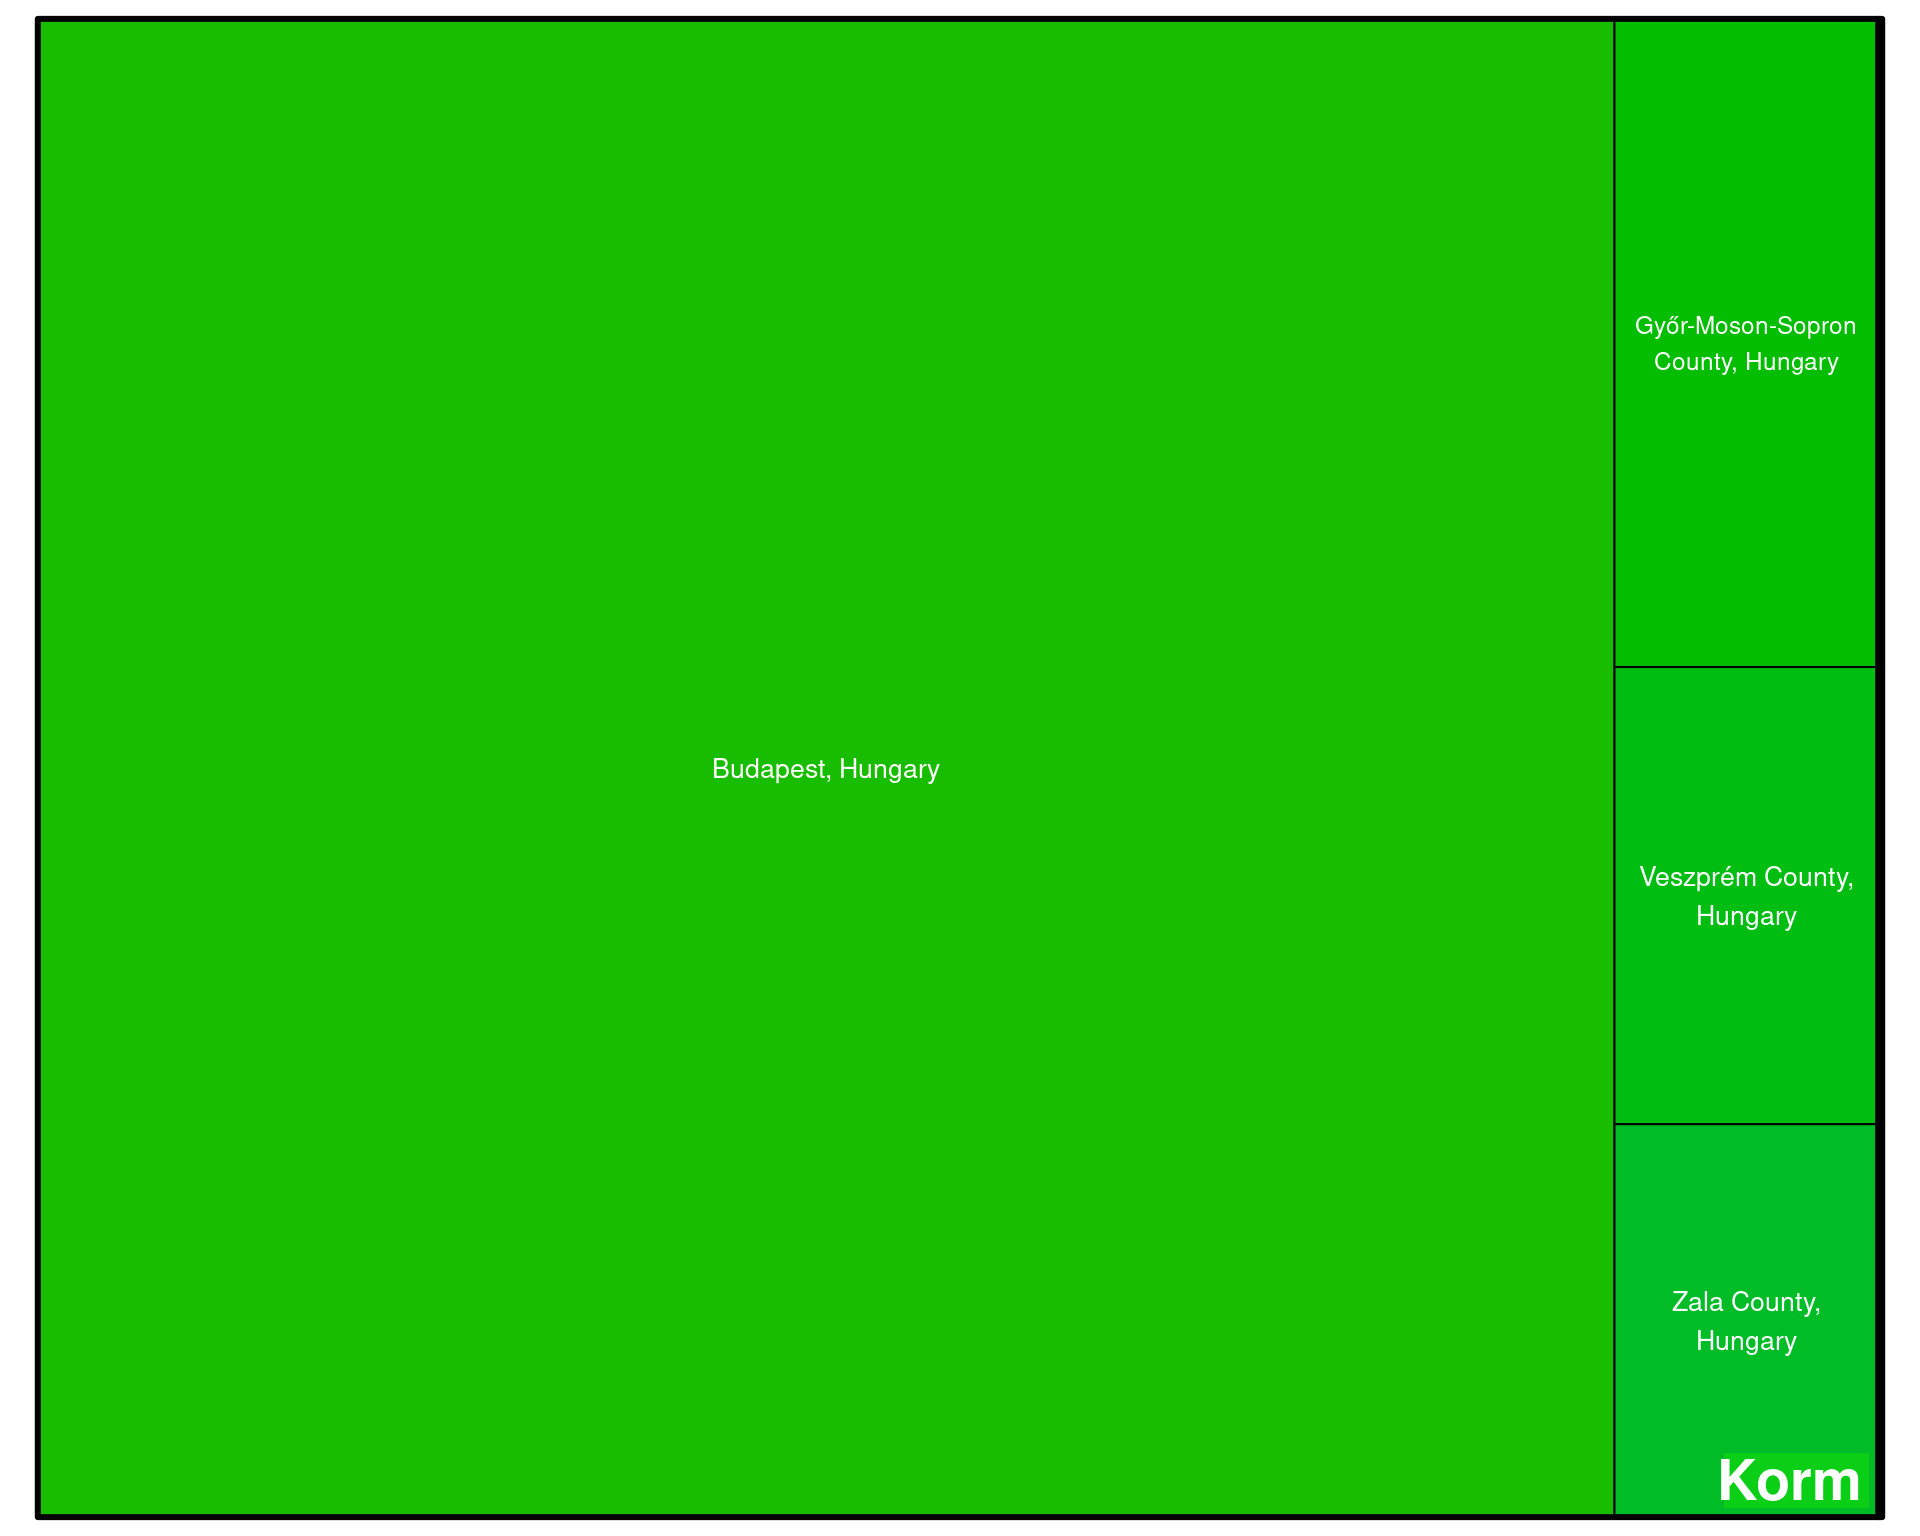 Győr-Moson-Sopron
County, Hungary
Budapest, Hungary
Veszprém County,
Hungary
Zala County,
Hungary
Korm